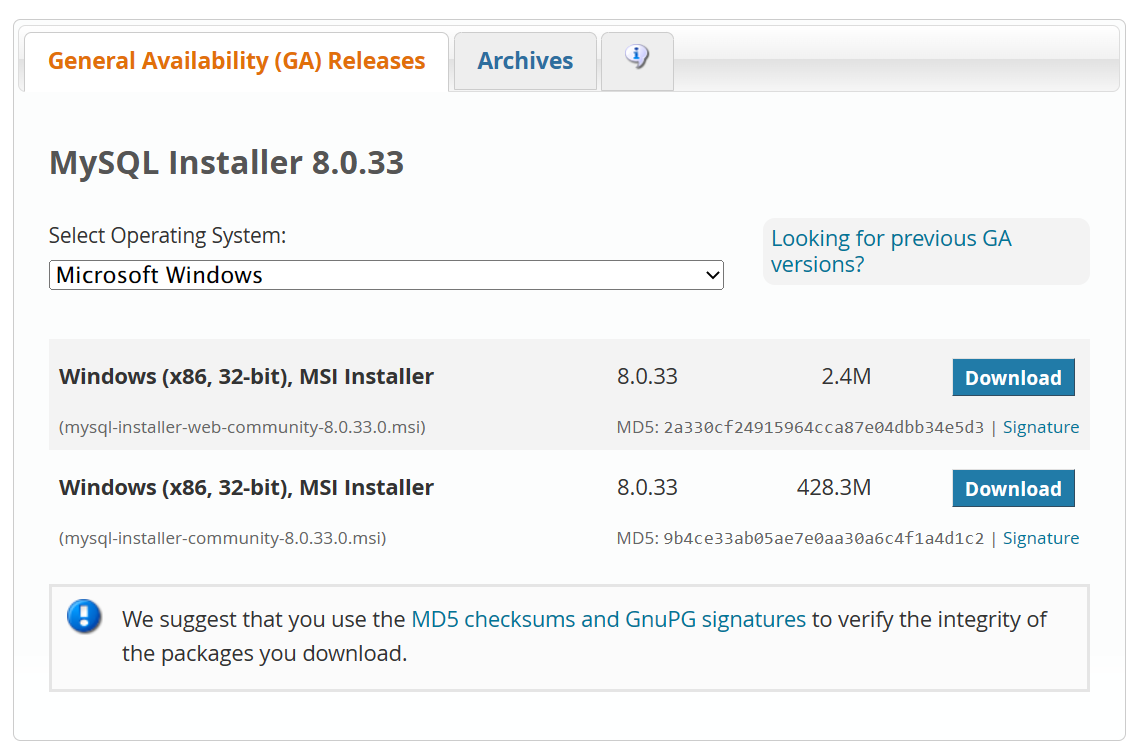 General Availability (GA) Releases
Archives
MySQL Installer 8.0.33
Select Operating System:
Microsoft Windows
Looking for previous GA
versions?
Windows (x86, 32-bit), MSI Installer 8.0.33 2.4M Download
(mysql-installer-web-community-8.0.33.0.msi) MD5: 2a330cf24915964cca87e04dbb34e5d3 | Signature
Windows (x86, 32-bit), MSI Installer 8.0.33 428.3M Download
(mysql-installer-community-8.0.33.0.msi) MD5: 9b4ce33ab05ae7e0aa30a6c4f1a4d1c2 | Signature
We suggest that you use the MD5 checksums and GnuPG signatures to verify the integrity of
the packages you download.